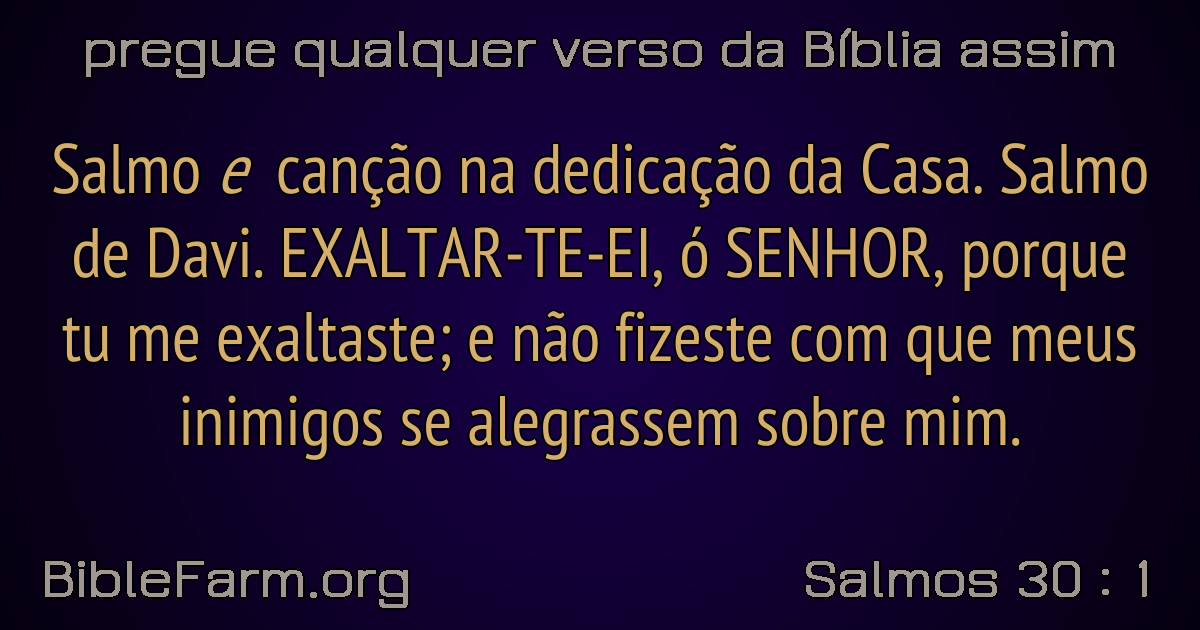 pregue qualquer verso da Bíblia assim
Salmo e canção na dedicação da Casa. Salmo
de Davi. EXALTAR-TE-EI, ó SENHOR, porque
tu me exaltaste; e não fizeste com que meus
inimigos se alegrassem sobre mim.
BibleFarm.org
Salmos 30 : 1